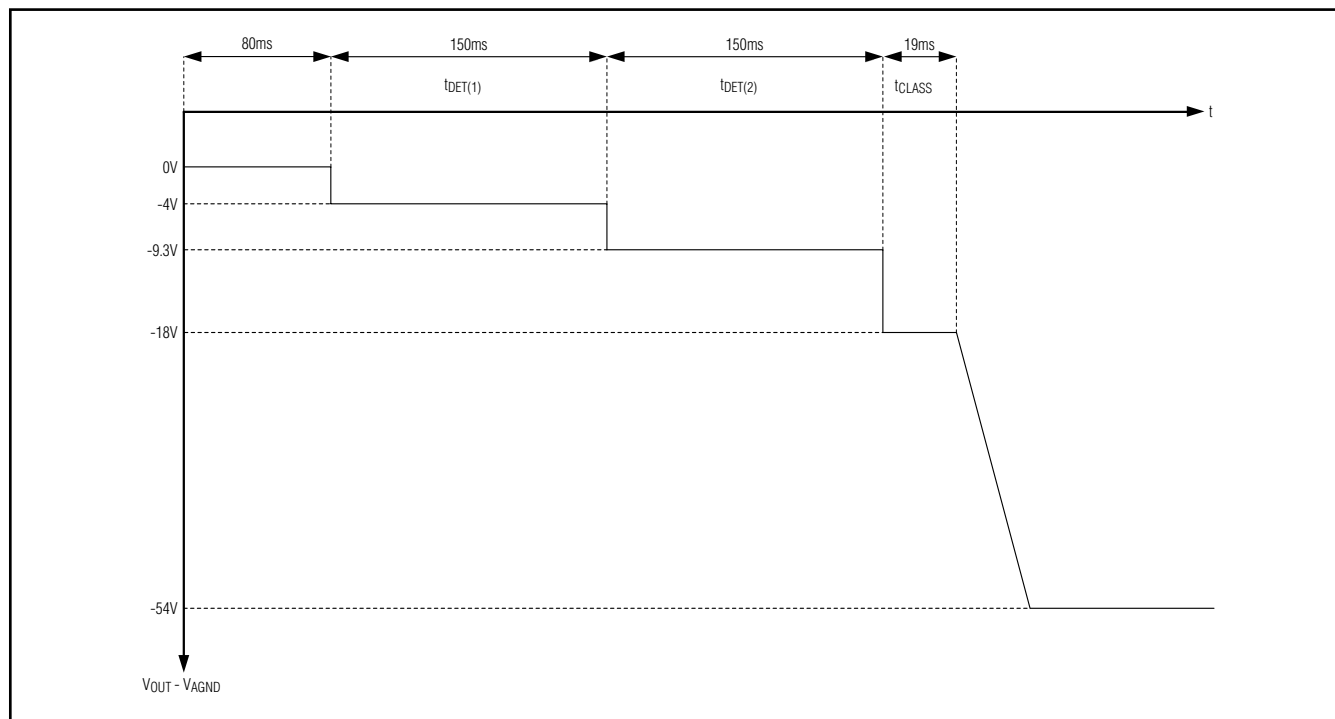 80ms 150ms 150ms 19ms
tDET(1) tDET(2) tCLASS
t
0V
-4V
-9.3V
-18V
-54V
VOUT - VAGND